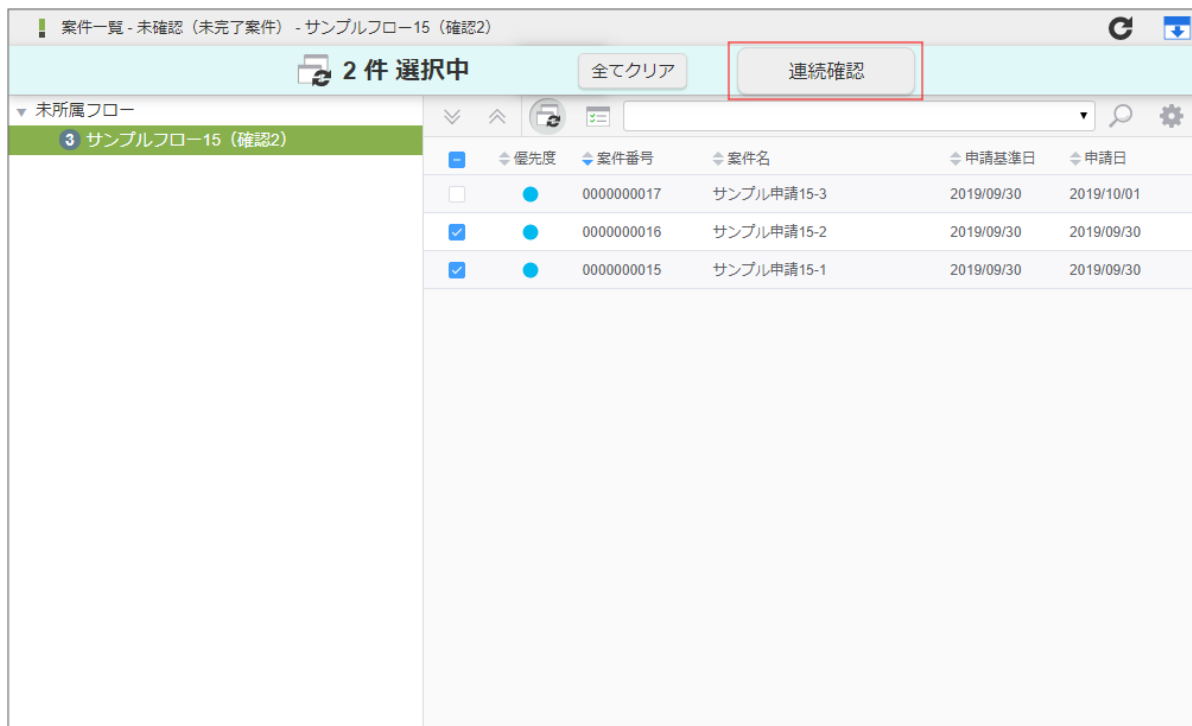 案件一覧 - 未確認（未完了案件） - サンプルフロー15（確認2）
2 件 選択中 全てクリア 連続確認
未所属フロー
3 サンプルフロー15（確認2）
優先度 案件番号 案件名 申請基準日 申請日
0000000017 サンプル申請15-3 2019/09/30 2019/10/01
0000000016 サンプル申請15-2 2019/09/30 2019/09/30
0000000015 サンプル申請15-1 2019/09/30 2019/09/30